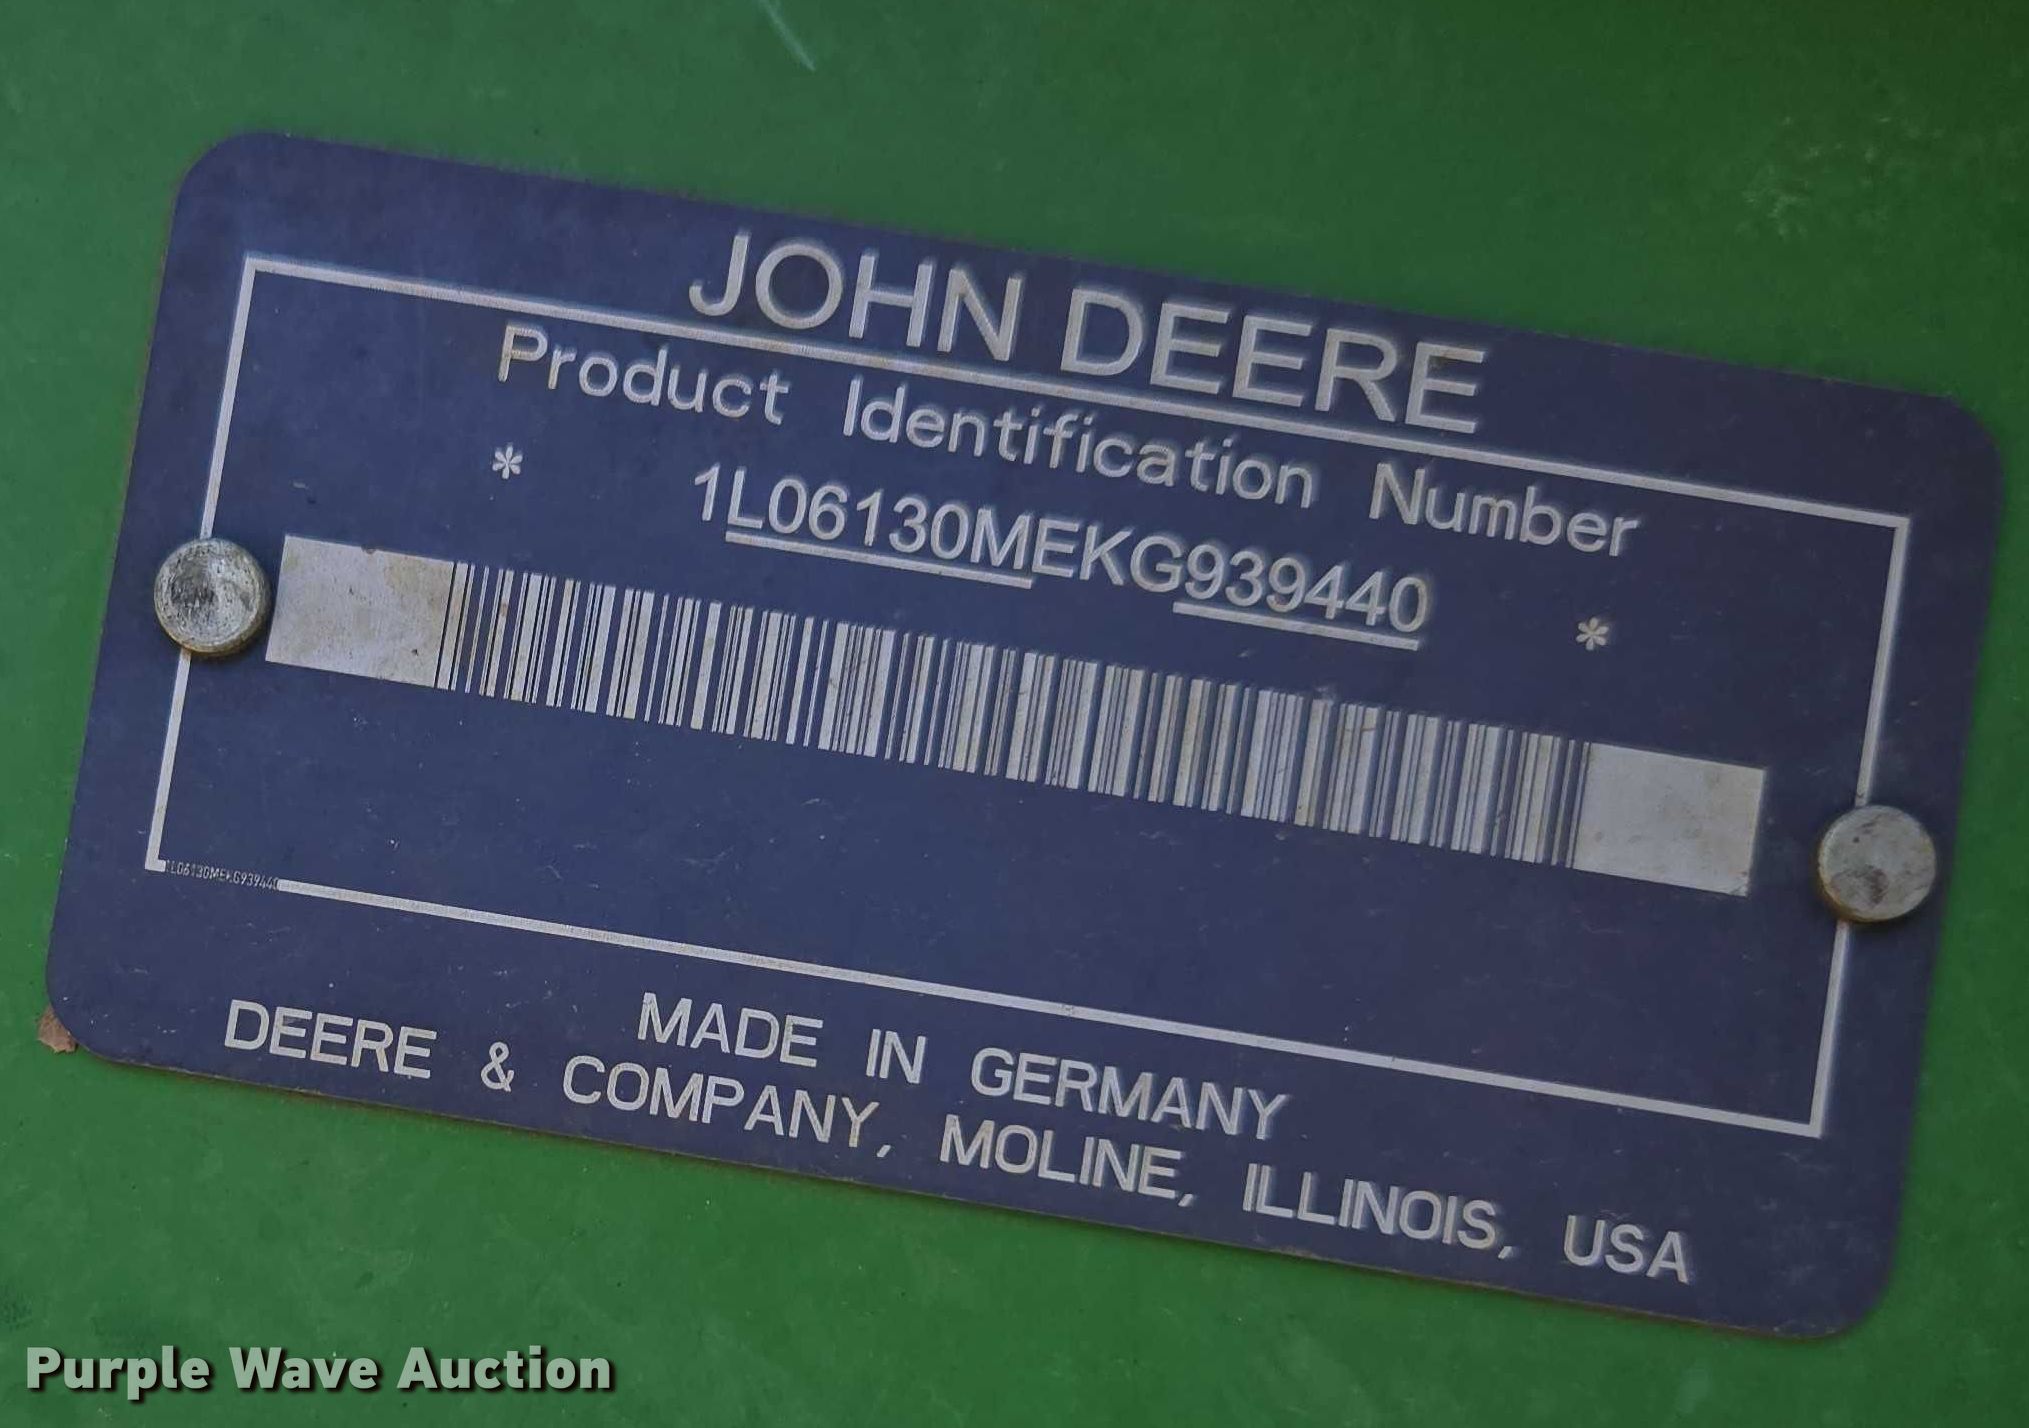 JOHN DEERE
Product Identification Number
* 1L06130MEKG939440 *
1L06130MEKG939440
MADE IN GERMANY
DEERE & COMPANY, MOLINE, ILLINOIS, USA
Purple Wave Auction